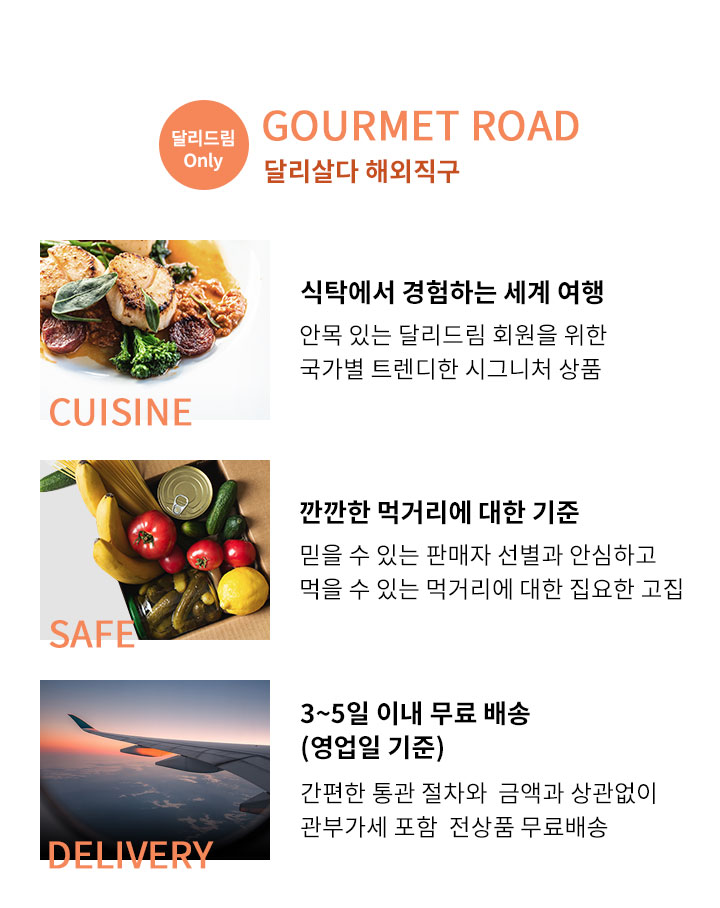 달리드림
Only
GOURMET ROAD
달리살다 해외직구
식탁에서 경험하는 세계 여행
안목 있는 달리드림 회원을 위한
국가별 트렌디한 시그니처 상품
CUISINE
깐깐한 먹거리에 대한 기준
믿을 수 있는 판매자 선별과 안심하고
먹을 수 있는 먹거리에 대한 집요한 고집
SAFE
3~5일 이내 무료 배송
(영업일 기준)
간편한 통관 절차와 금액과 상관없이
관부가세 포함 전상품 무료배송
DELIVERY